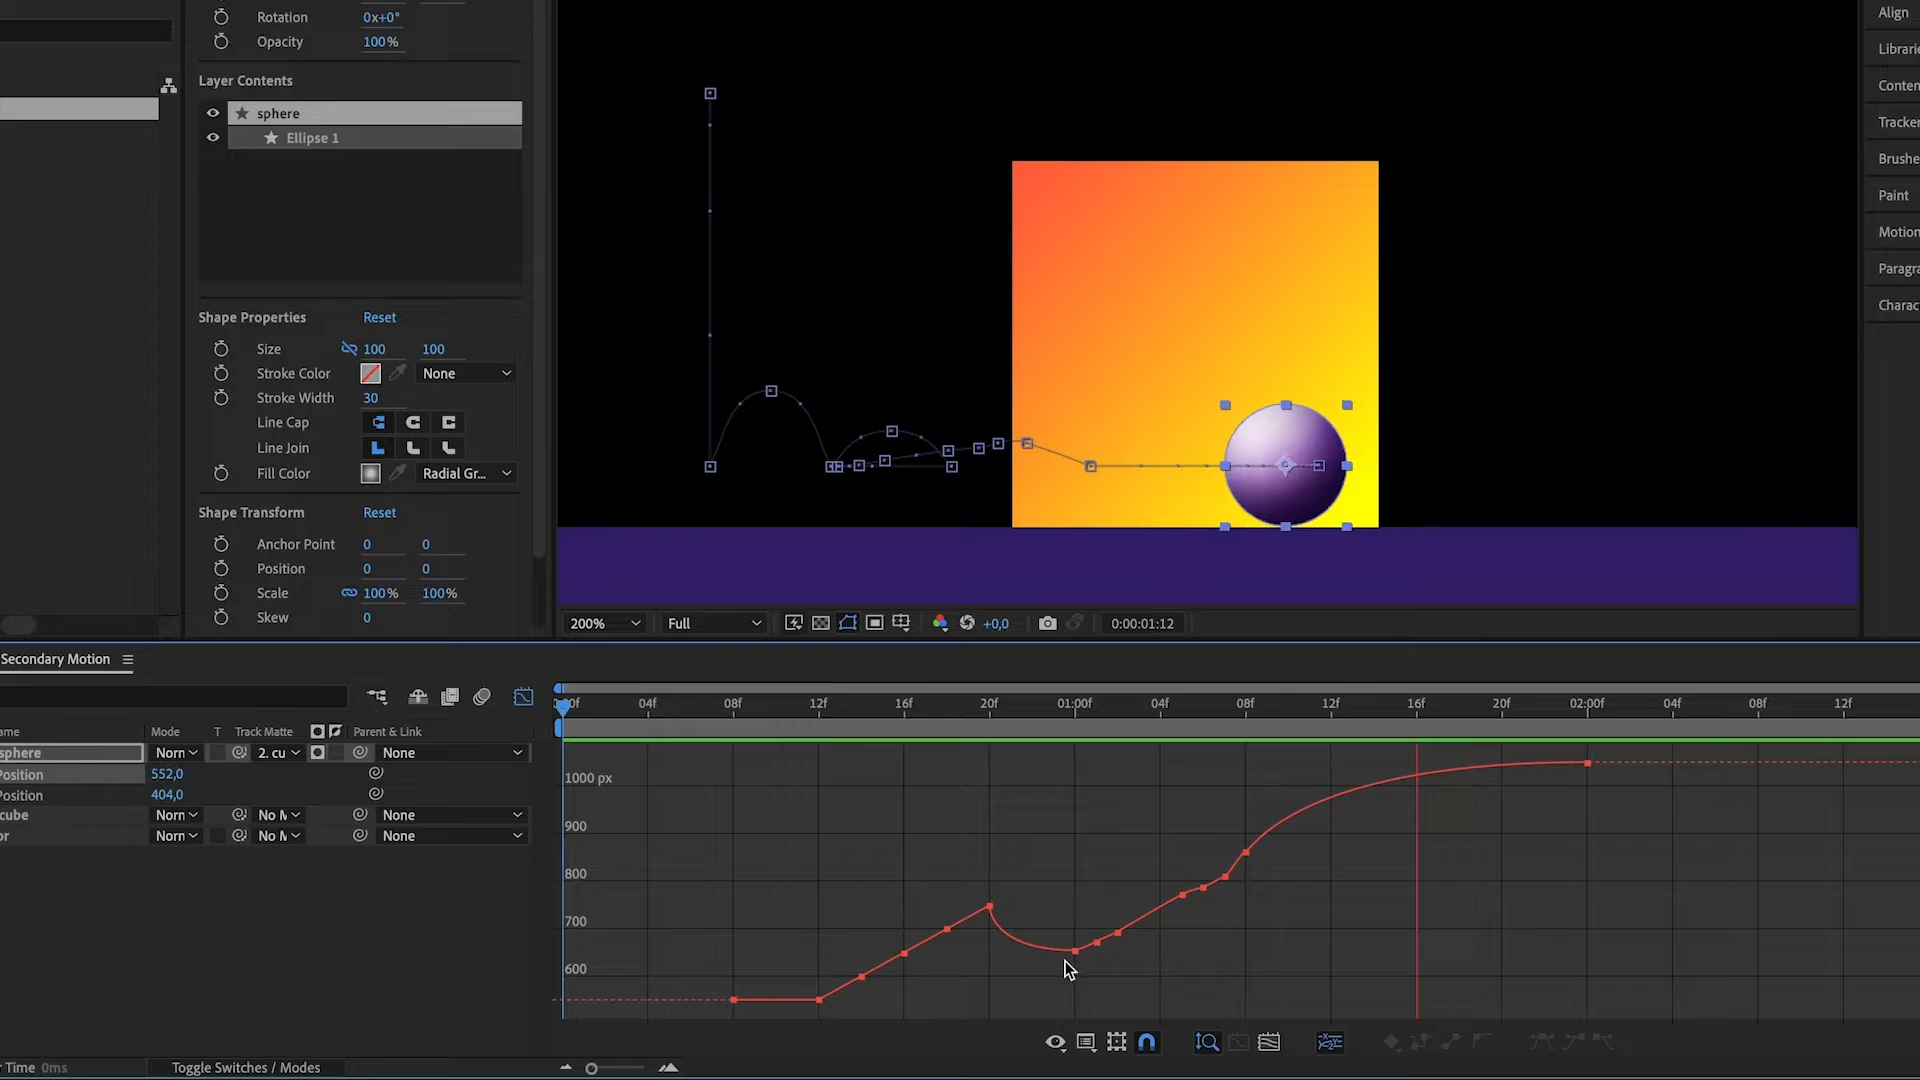 Rotation 0x+0°
Opacity 100%
Layer Contents
sphere
Ellipse 1
Shape Properties Reset
Size 100 100
Stroke Color None
Stroke Width 30
Line Cap
Line Join
Fill Color Radial Gr...
Shape Transform Reset
Anchor Point 0 0
Position 0 0
Scale 100% 100%
Skew 0
200% Full +0,0 0:00:01:12
Align
Librarie
Conten
Tracker
Brushe
Paint
Motion
Paragra
Charac
Secondary Motion
ame Mode T Track Matte Parent & Link
sphere Norn 2. cu None
Position 552,0
Position 404,0
cube Norn No M None
or Norn No M None
00f 04f 08f 12f 16f 20f 01:00f 04f 08f 12f 16f 20f 02:00f 04f 08f 12f
1000 px
900
800
700
600
Time 0ms Toggle Switches / Modes